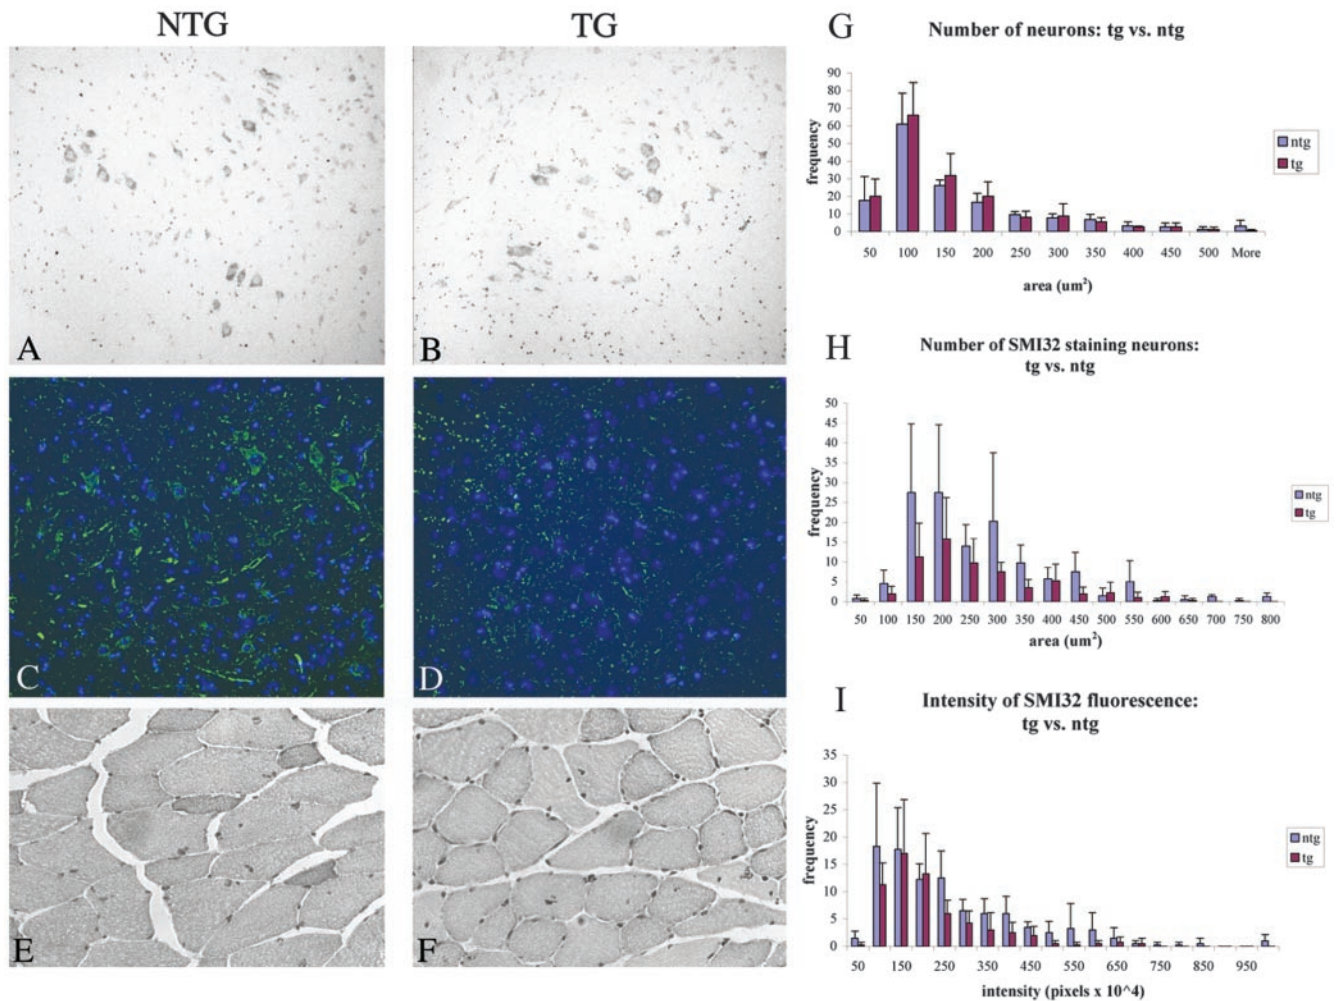 NTG
TG
A
B
C
D
E
F
G
Number of neurons: tg vs. ntg
frequency
90
80
70
60
50
40
30
20
10
0
50 100 150 200 250 300 350 400 450 500 More
area (um²)
ntg
tg
H
Number of SMI32 staining neurons:
tg vs. ntg
frequency
50
45
40
35
30
25
20
15
10
5
0
50 100 150 200 250 300 350 400 450 500 550 600 650 700 750 800
area (um²)
ntg
tg
I
Intensity of SMI32 fluorescence:
tg vs. ntg
frequency
35
30
25
20
15
10
5
0
50 150 250 350 450 550 650 750 850 950
intensity (pixels x 10^4)
ntg
tg